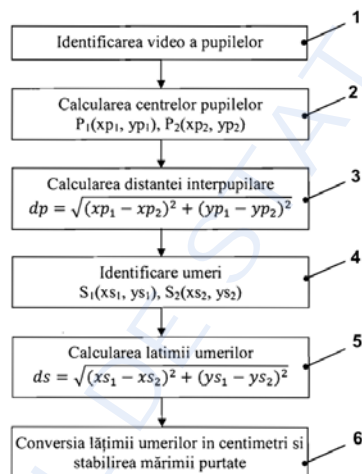 1
Identificarea video a pupilelor
2
Calcularea centrelor pupilelor
P₁(xp₁, yp₁), P₂(xp₂, yp₂)
3
Calcularea distantei interpupilare
dp = √((xp₁ − xp₂)² + (yp₁ − yp₂)²)
4
Identificare umeri
S₁(xs₁, ys₁), S₂(xs₂, ys₂)
5
Calcularea latimii umerilor
ds = √((xs₁ − xs₂)² + (ys₁ − ys₂)²)
6
Conversia lățimii umerilor in centimetri si
stabilirea mărimii purtate
DE STAT